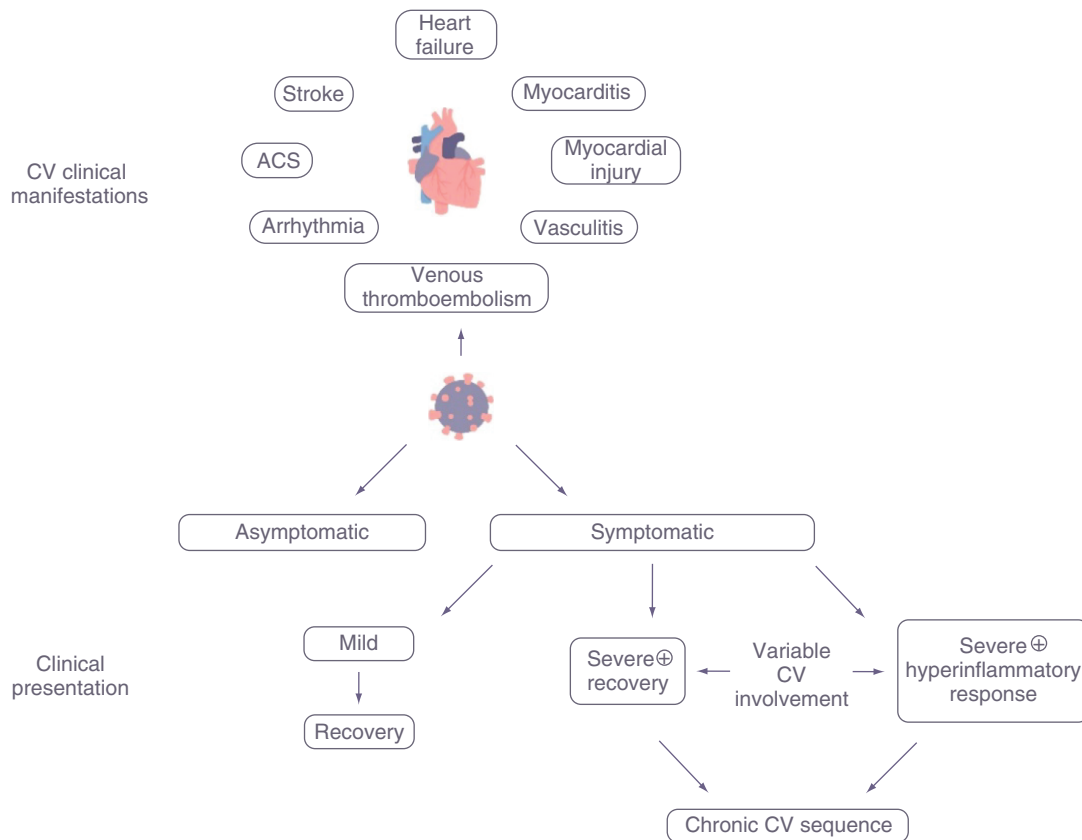 Heart
failure
Stroke
Myocarditis
CV clinical
manifestations
ACS
Myocardial
injury
Arrhythmia
Vasculitis
Venous
thromboembolism
Asymptomatic
Symptomatic
Clinical
presentation
Mild
Recovery
Severe ⊕
recovery
Variable
CV
involvement
Severe ⊕
hyperinflammatory
response
Chronic CV sequence